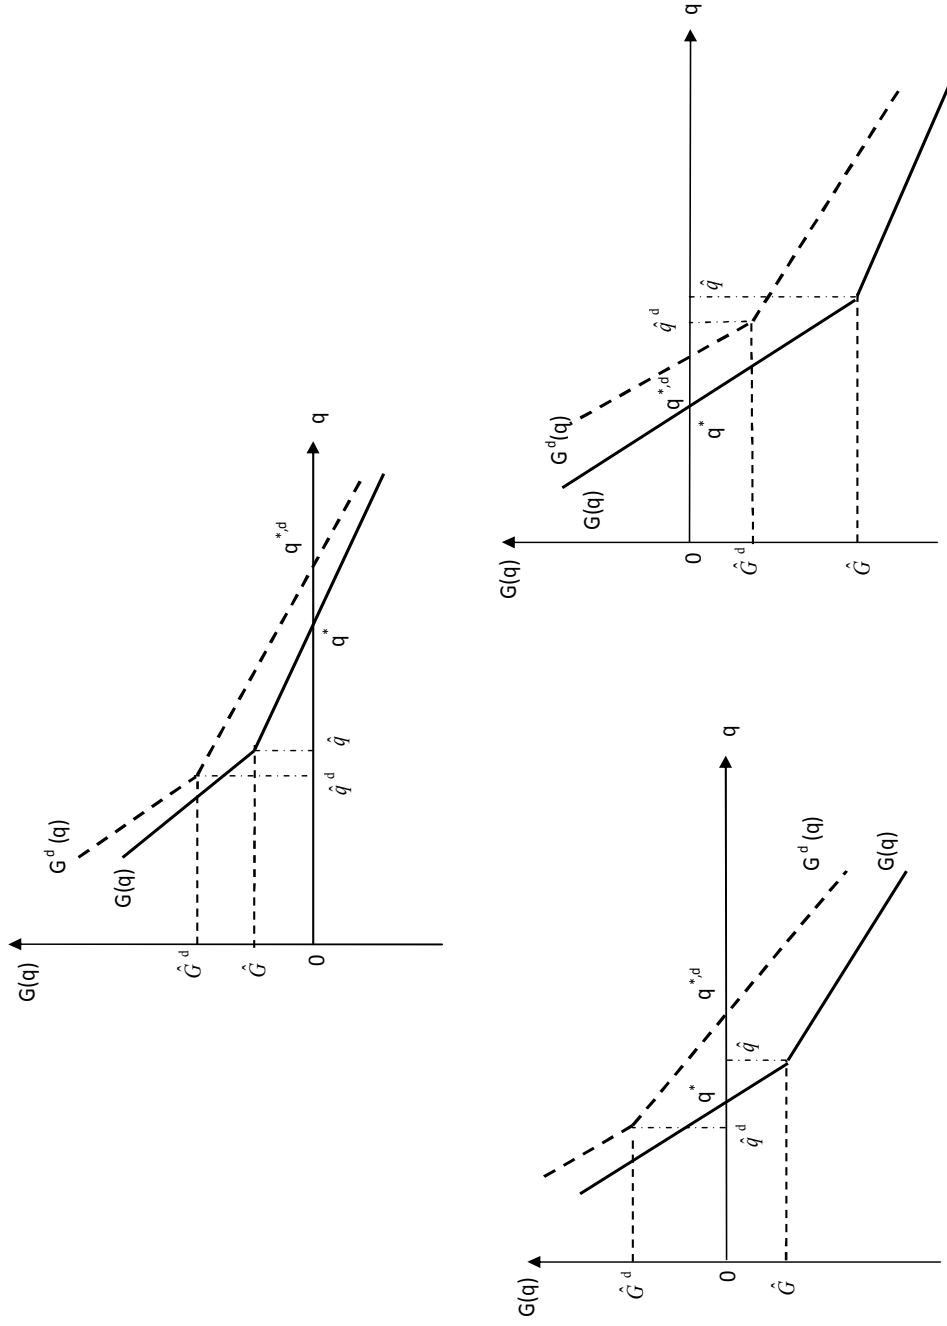 G(q)
G ᵈ (q)
G(q)
Ĝ ᵈ
Ĝ
0
q̂ ᵈ
q̂
q*
q*,ᵈ
q
G(q)
Ĝ ᵈ
0
Ĝ
q̂ ᵈ
q*
q̂
q*,ᵈ
G ᵈ (q)
G(q)
q
G(q)
G(q)
G ᵈ(q)
0
Ĝ ᵈ
Ĝ
q*
q*,ᵈ
q̂ ᵈ
q̂
q